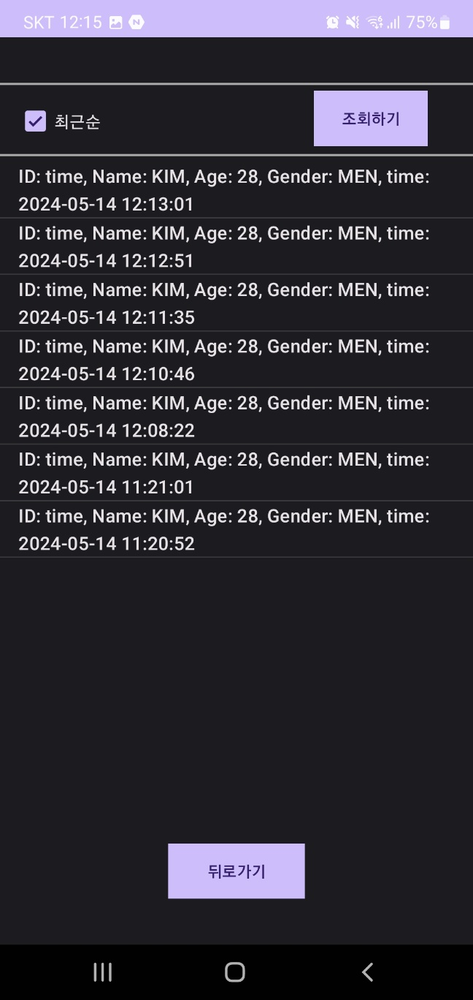 SKT 12:15 N 75%
최근순 조회하기
ID: time, Name: KIM, Age: 28, Gender: MEN, time:
2024-05-14 12:13:01
ID: time, Name: KIM, Age: 28, Gender: MEN, time:
2024-05-14 12:12:51
ID: time, Name: KIM, Age: 28, Gender: MEN, time:
2024-05-14 12:11:35
ID: time, Name: KIM, Age: 28, Gender: MEN, time:
2024-05-14 12:10:46
ID: time, Name: KIM, Age: 28, Gender: MEN, time:
2024-05-14 12:08:22
ID: time, Name: KIM, Age: 28, Gender: MEN, time:
2024-05-14 11:21:01
ID: time, Name: KIM, Age: 28, Gender: MEN, time:
2024-05-14 11:20:52
뒤로가기